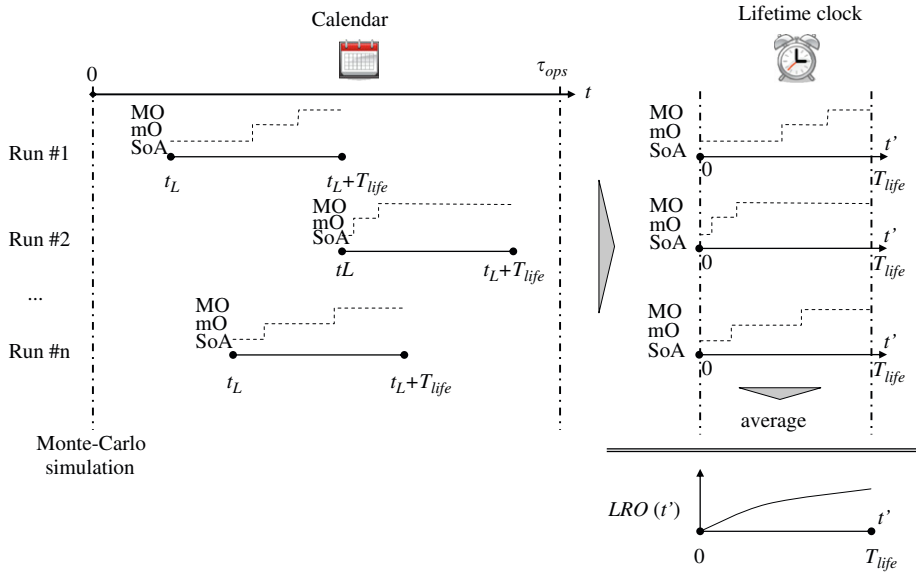 Calendar
Lifetime clock
0
τops
t
MO
mO
SoA
Run #1
tL
tL+Tlife
MO
mO
SoA
t’
0
Tlife
MO
mO
SoA
Run #2
tL
tL+Tlife
MO
mO
SoA
t’
0
Tlife
...
MO
mO
SoA
Run #n
tL
tL+Tlife
MO
mO
SoA
t’
0
Tlife
average
Monte-Carlo
simulation
LRO (t’)
t’
0
Tlife